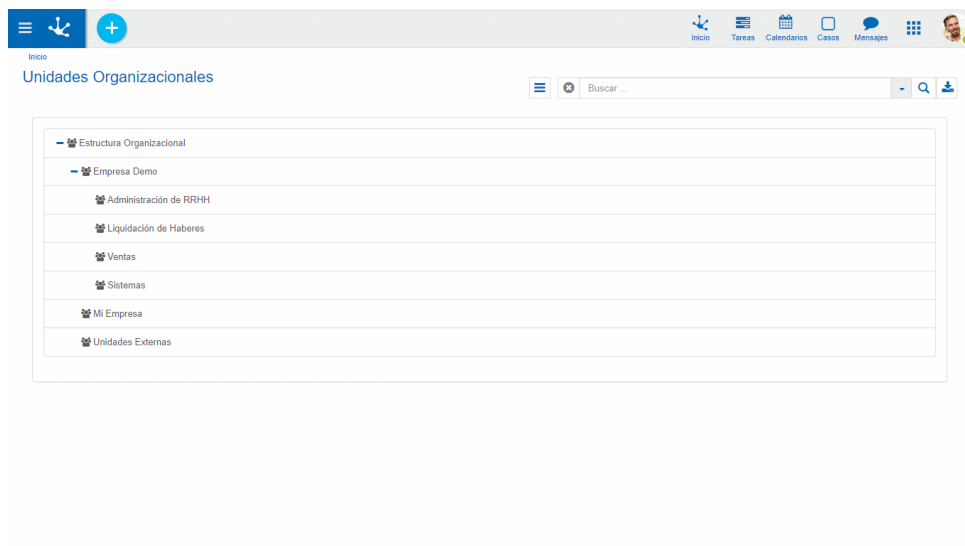 Inicio
Tareas
Calendarios
Casos
Mensajes
Inicio
Unidades Organizacionales
Buscar ...
Estructura Organizacional
Empresa Demo
Administración de RRHH
Liquidación de Haberes
Ventas
Sistemas
Mi Empresa
Unidades Externas